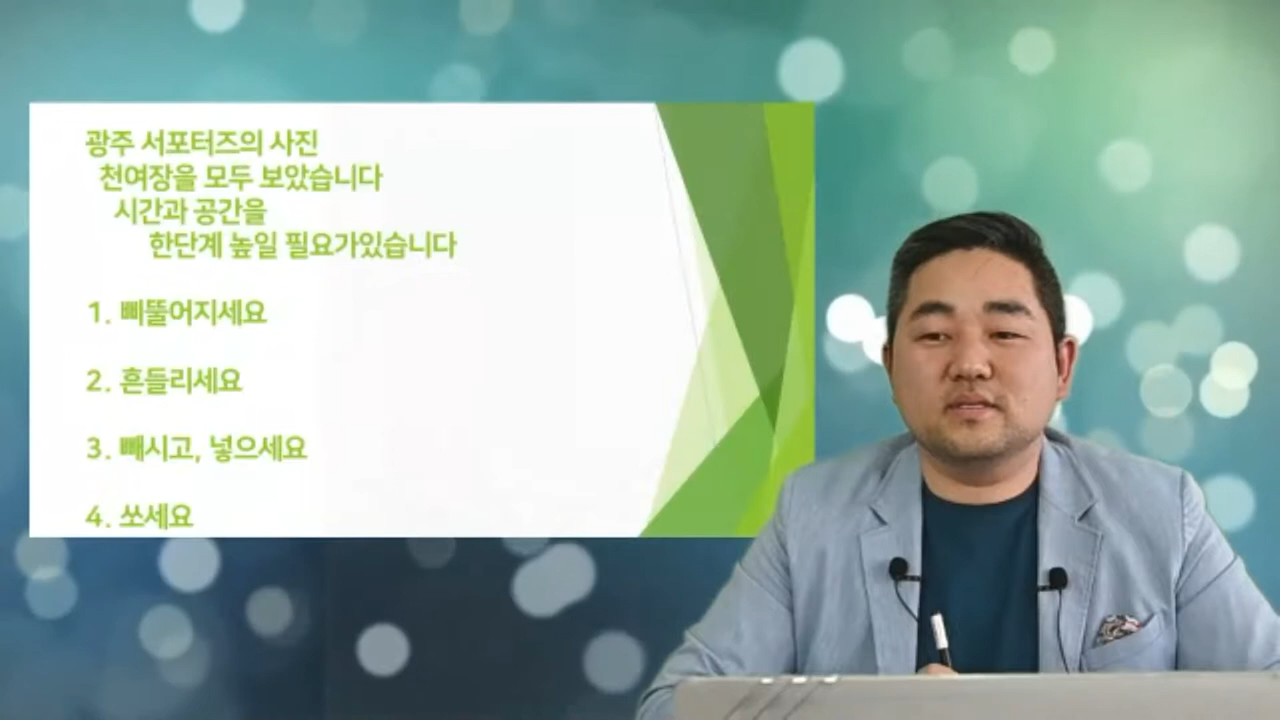 광주 서포터즈의 사진
천여장을 모두 보았습니다
시간과 공간을
한단계 높일 필요가있습니다
1. 삐뚤어지세요
2. 흔들리세요
3. 빼시고, 넣으세요
4. 쏘세요